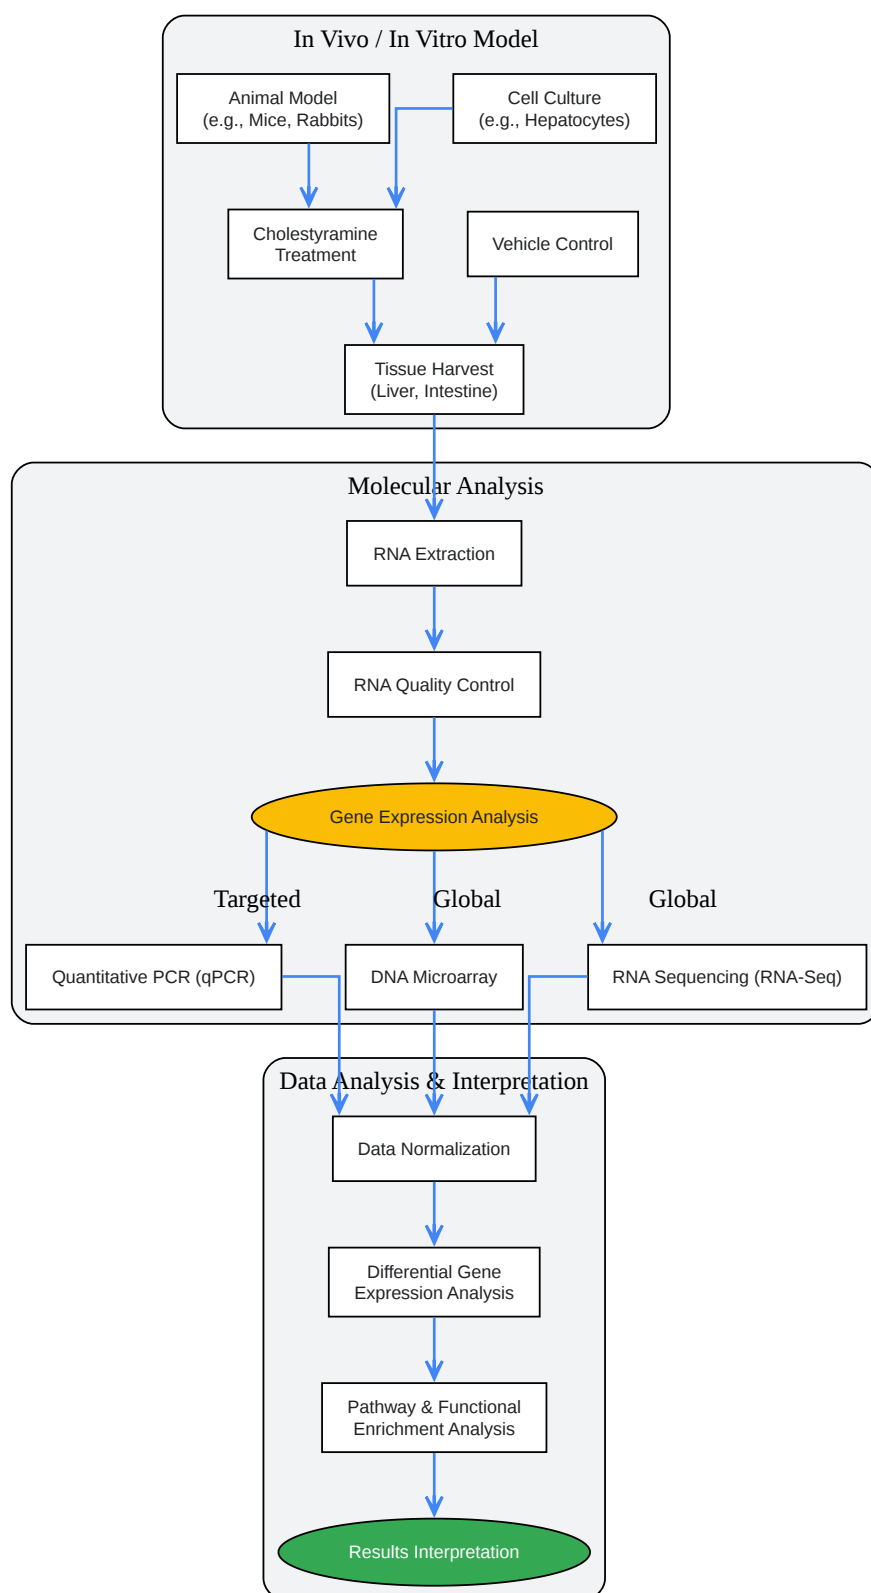 In Vivo / In Vitro Model
Animal Model
(e.g., Mice, Rabbits)
Cell Culture
(e.g., Hepatocytes)
Cholestyramine
Treatment
Vehicle Control
Tissue Harvest
(Liver, Intestine)
Molecular Analysis
RNA Extraction
RNA Quality Control
Gene Expression Analysis
Targeted
Global
Global
Quantitative PCR (qPCR)
DNA Microarray
RNA Sequencing (RNA-Seq)
Data Analysis & Interpretation
Data Normalization
Differential Gene
Expression Analysis
Pathway & Functional
Enrichment Analysis
Results Interpretation